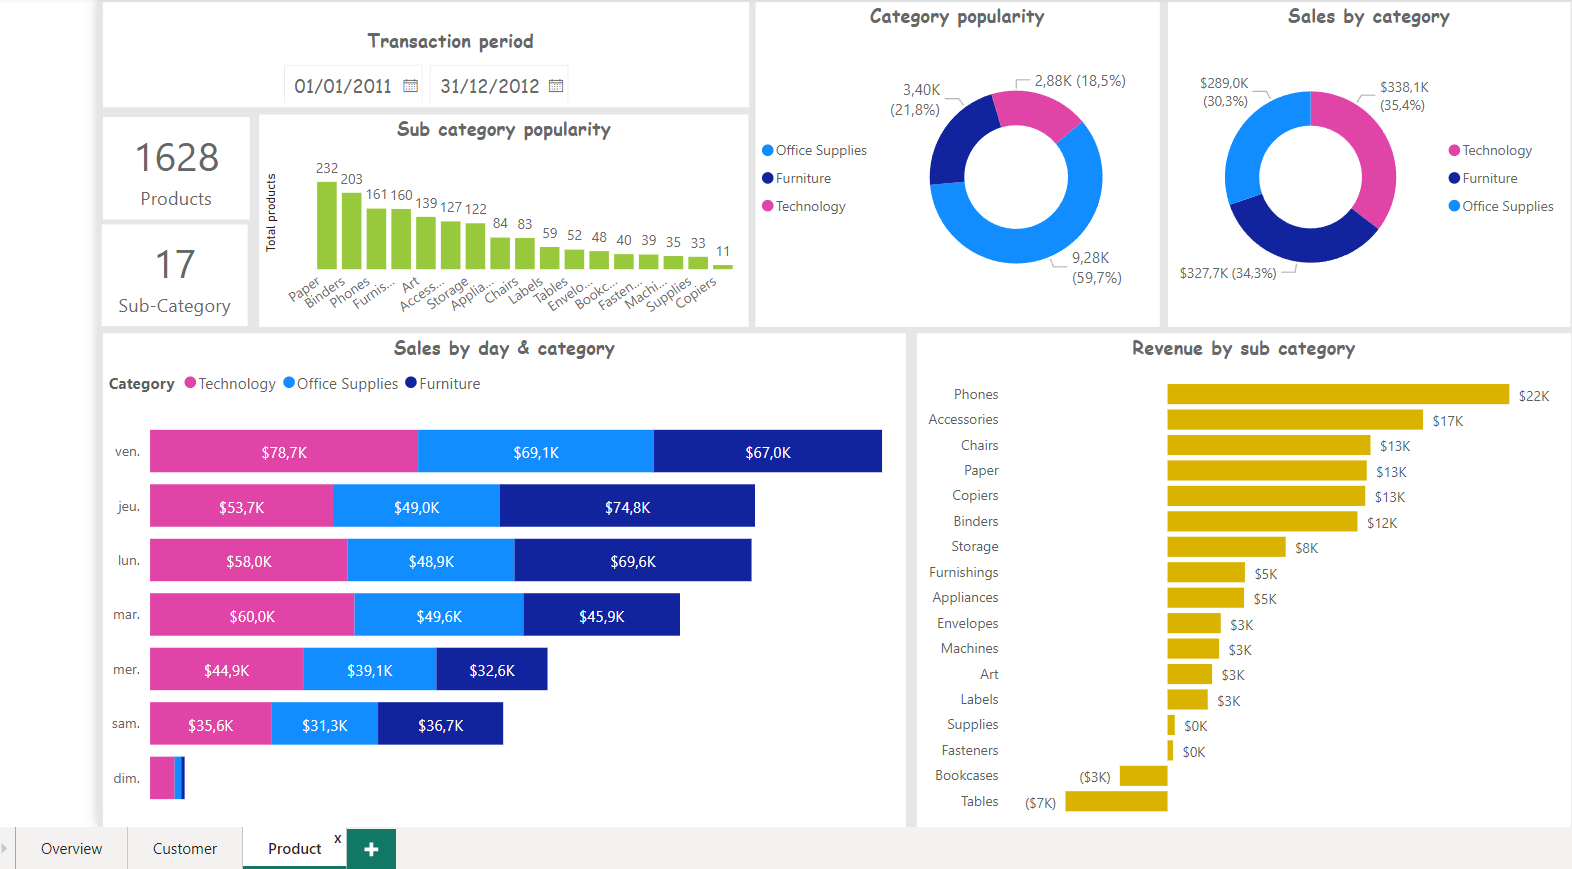 Transaction period
01/01/2011 31/12/2012
1628
Products
17
Sub-Category
Sub category popularity
Total products
232 203 161 160 139 127 122 84 83 59 52 48 40 39 35 33 11
Paper Binders Phones Furnis... Art Access... Storage Applia... Chairs Labels Tables Envelo... Bookc... Fasten... Machi... Supplies Copiers
Category popularity
Office Supplies
Furniture
Technology
3,40K
(21,8%)
2,88K (18,5%)
9,28K
(59,7%)
Sales by category
$289,0K
(30,3%)
$338,1K
(35,4%)
$327,7K (34,3%)
Technology
Furniture
Office Supplies
Sales by day & category
Category Technology Office Supplies Furniture
ven. $78,7K $69,1K $67,0K
jeu. $53,7K $49,0K $74,8K
lun. $58,0K $48,9K $69,6K
mar. $60,0K $49,6K $45,9K
mer. $44,9K $39,1K $32,6K
sam. $35,6K $31,3K $36,7K
dim.
Revenue by sub category
Phones $22K
Accessories $17K
Chairs $13K
Paper $13K
Copiers $13K
Binders $12K
Storage $8K
Furnishings $5K
Appliances $5K
Envelopes $3K
Machines $3K
Art $3K
Labels $3K
Supplies $0K
Fasteners $0K
Bookcases ($3K)
Tables ($7K)
Overview Customer Product x +